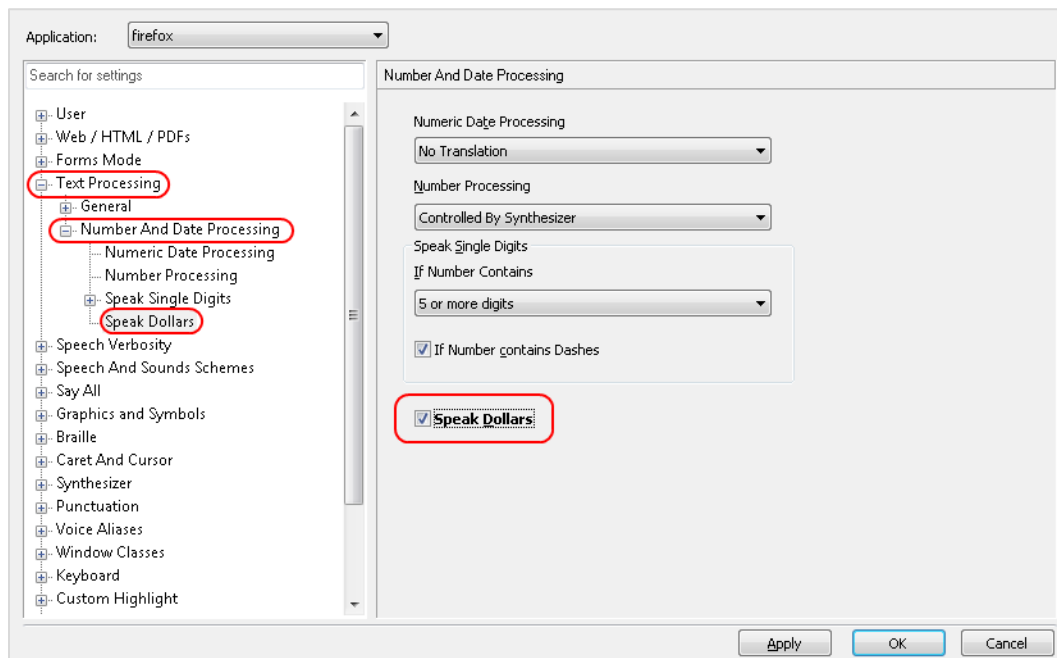 Application: firefox
Search for settings
User
Web / HTML / PDFs
Forms Mode
Text Processing
General
Number And Date Processing
Numeric Date Processing
Number Processing
Speak Single Digits
Speak Dollars
Speech Verbosity
Speech And Sounds Schemes
Say All
Graphics and Symbols
Braille
Caret And Cursor
Synthesizer
Punctuation
Voice Aliases
Window Classes
Keyboard
Custom Highlight
Number And Date Processing
Numeric Date Processing
No Translation
Number Processing
Controlled By Synthesizer
Speak Single Digits
If Number Contains
5 or more digits
If Number contains Dashes
Speak Dollars
Apply OK Cancel